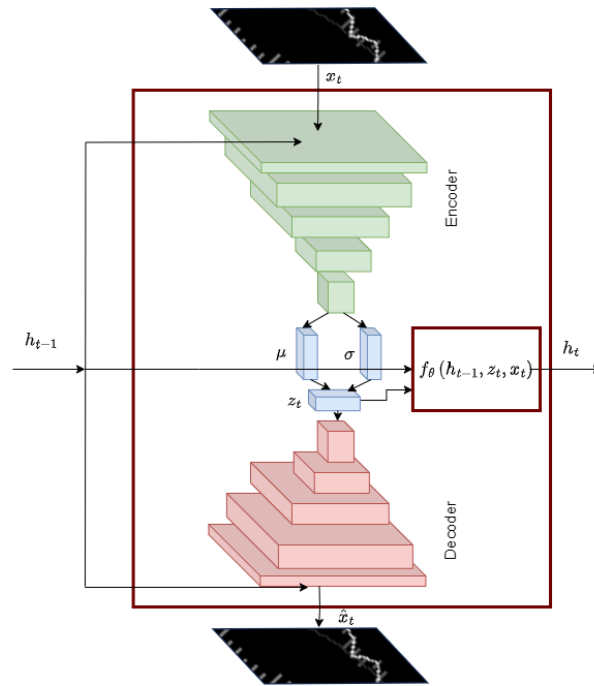 x_t
Encoder
h_{t-1}
μ
σ
f_θ (h_{t-1}, z_t, x_t)
h_t
z_t
Decoder
x̂_t